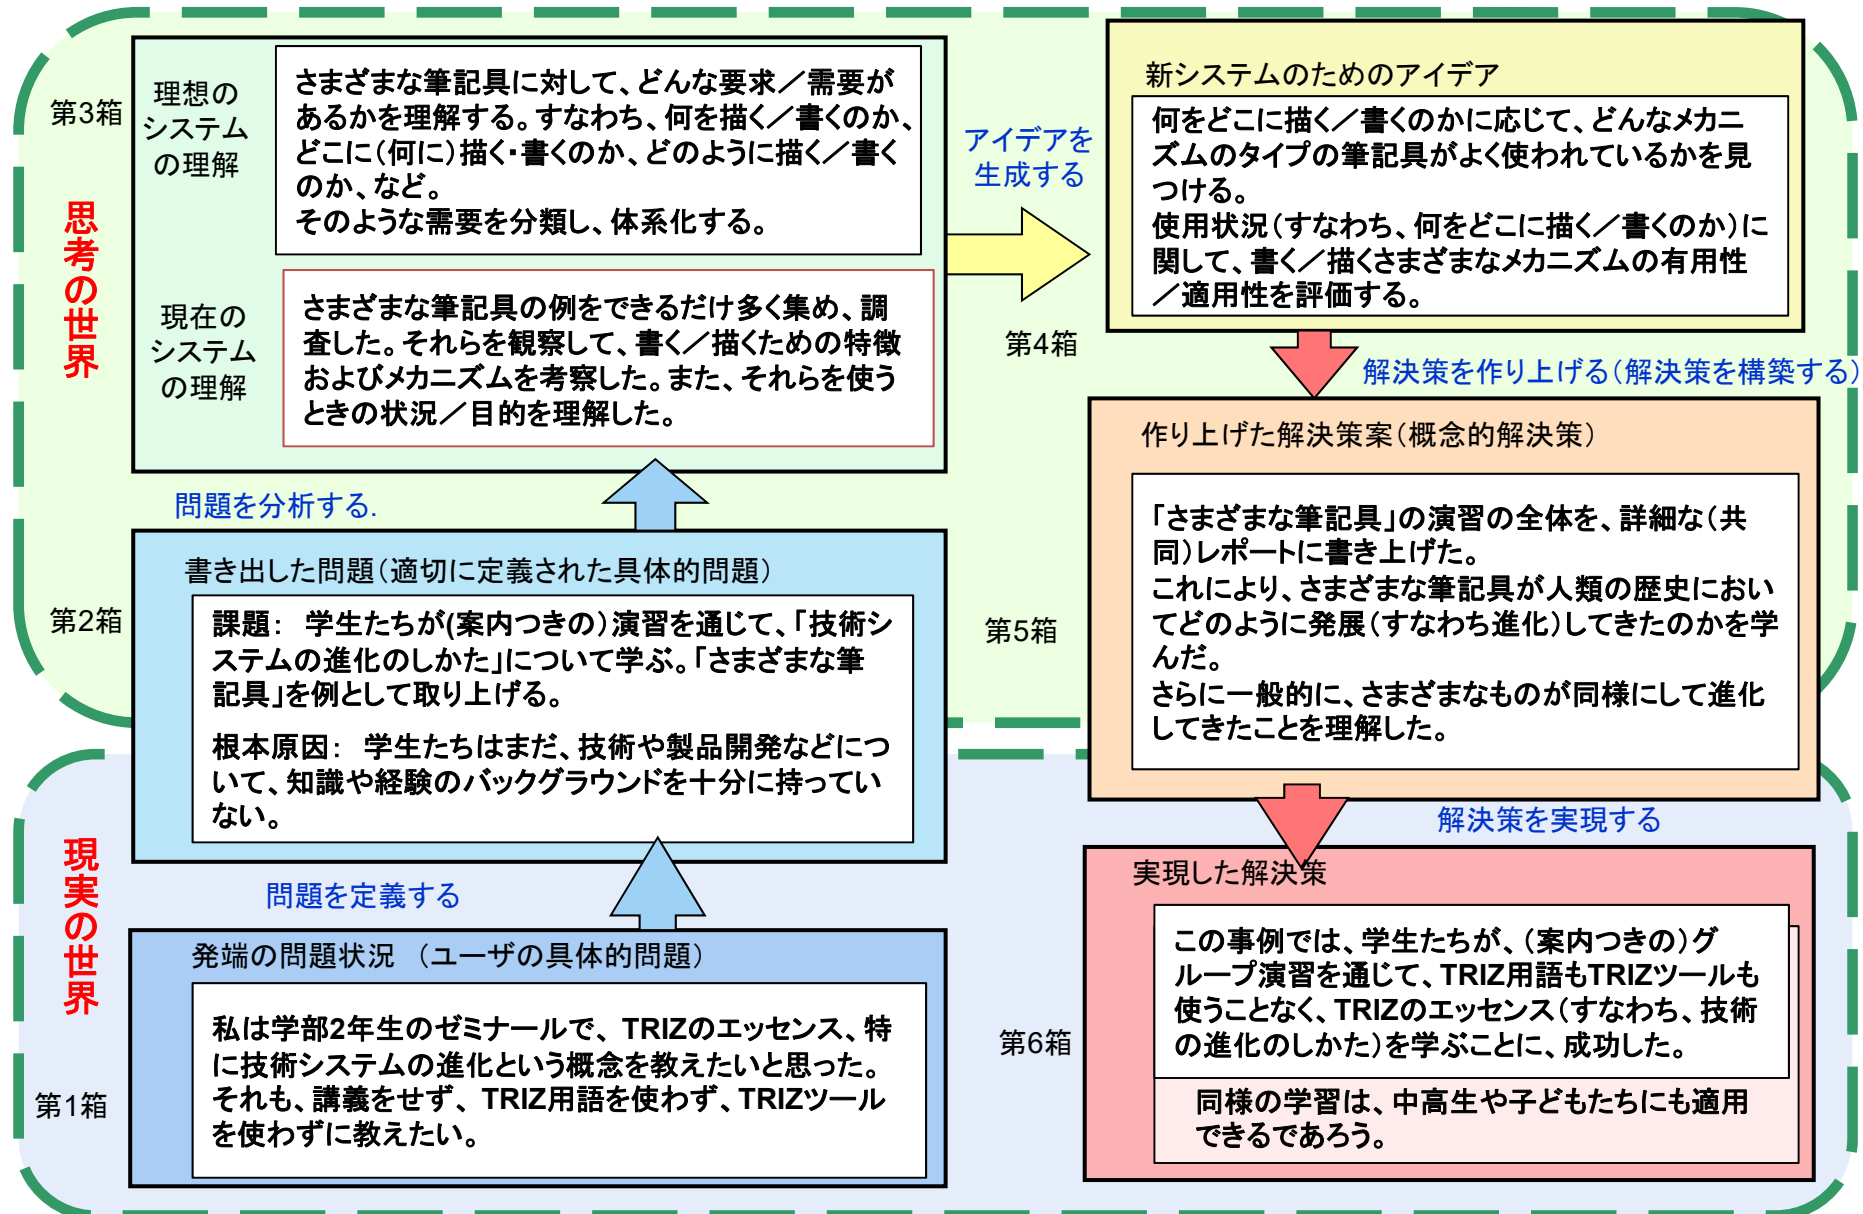 第3箱
理想の
システム
の理解
さまざまな筆記具に対して、どんな要求／需要が
あるかを理解する。すなわち、何を描く／書くのか、
どこに（何に）描く・書くのか、どのように描く／書く
のか、など。
そのような需要を分類し、体系化する。
思考の世界
現在の
システム
の理解
さまざまな筆記具の例をできるだけ多く集め、調
査した。それらを観察して、書く／描くための特徴
およびメカニズムを考察した。また、それらを使う
ときの状況／目的を理解した。
アイデアを
生成する
第4箱
新システムのためのアイデア
何をどこに描く／書くのかに応じて、どんなメカニ
ズムのタイプの筆記具がよく使われているかを見
つける。
使用状況（すなわち、何をどこに描く／書くのか）に
関して、書く／描くさまざまなメカニズムの有用性
／適用性を評価する。
解決策を作り上げる（解決策を構築する）
問題を分析する.
第2箱
書き出した問題（適切に定義された具体的問題）
課題：　学生たちが(案内つきの）演習を通じて、「技術シ
ステムの進化のしかた」について学ぶ。「さまざまな筆
記具」を例として取り上げる。
根本原因：　学生たちはまだ、技術や製品開発などにつ
いて、知識や経験のバックグラウンドを十分に持ってい
ない。
第5箱
作り上げた解決策案（概念的解決策）
「さまざまな筆記具」の演習の全体を、詳細な（共
同）レポートに書き上げた。
これにより、さまざまな筆記具が人類の歴史におい
てどのように発展（すなわち進化）してきたのかを学
んだ。
さらに一般的に、さまざまなものが同様にして進化
してきたことを理解した。
解決策を実現する
現実の世界
問題を定義する
第1箱
発端の問題状況　（ユーザの具体的問題）
私は学部2年生のゼミナールで、TRIZのエッセンス、特
に技術システムの進化という概念を教えたいと思った。
それも、講義をせず、TRIZ用語を使わず、TRIZツール
を使わずに教えたい。
第6箱
実現した解決策
この事例では、学生たちが、（案内つきの）グ
ループ演習を通じて、TRIZ用語もTRIZツールも
使うことなく、TRIZのエッセンス（すなわち、技術
の進化のしかた）を学ぶことに、成功した。
同様の学習は、中高生や子どもたちにも適用
できるであろう。